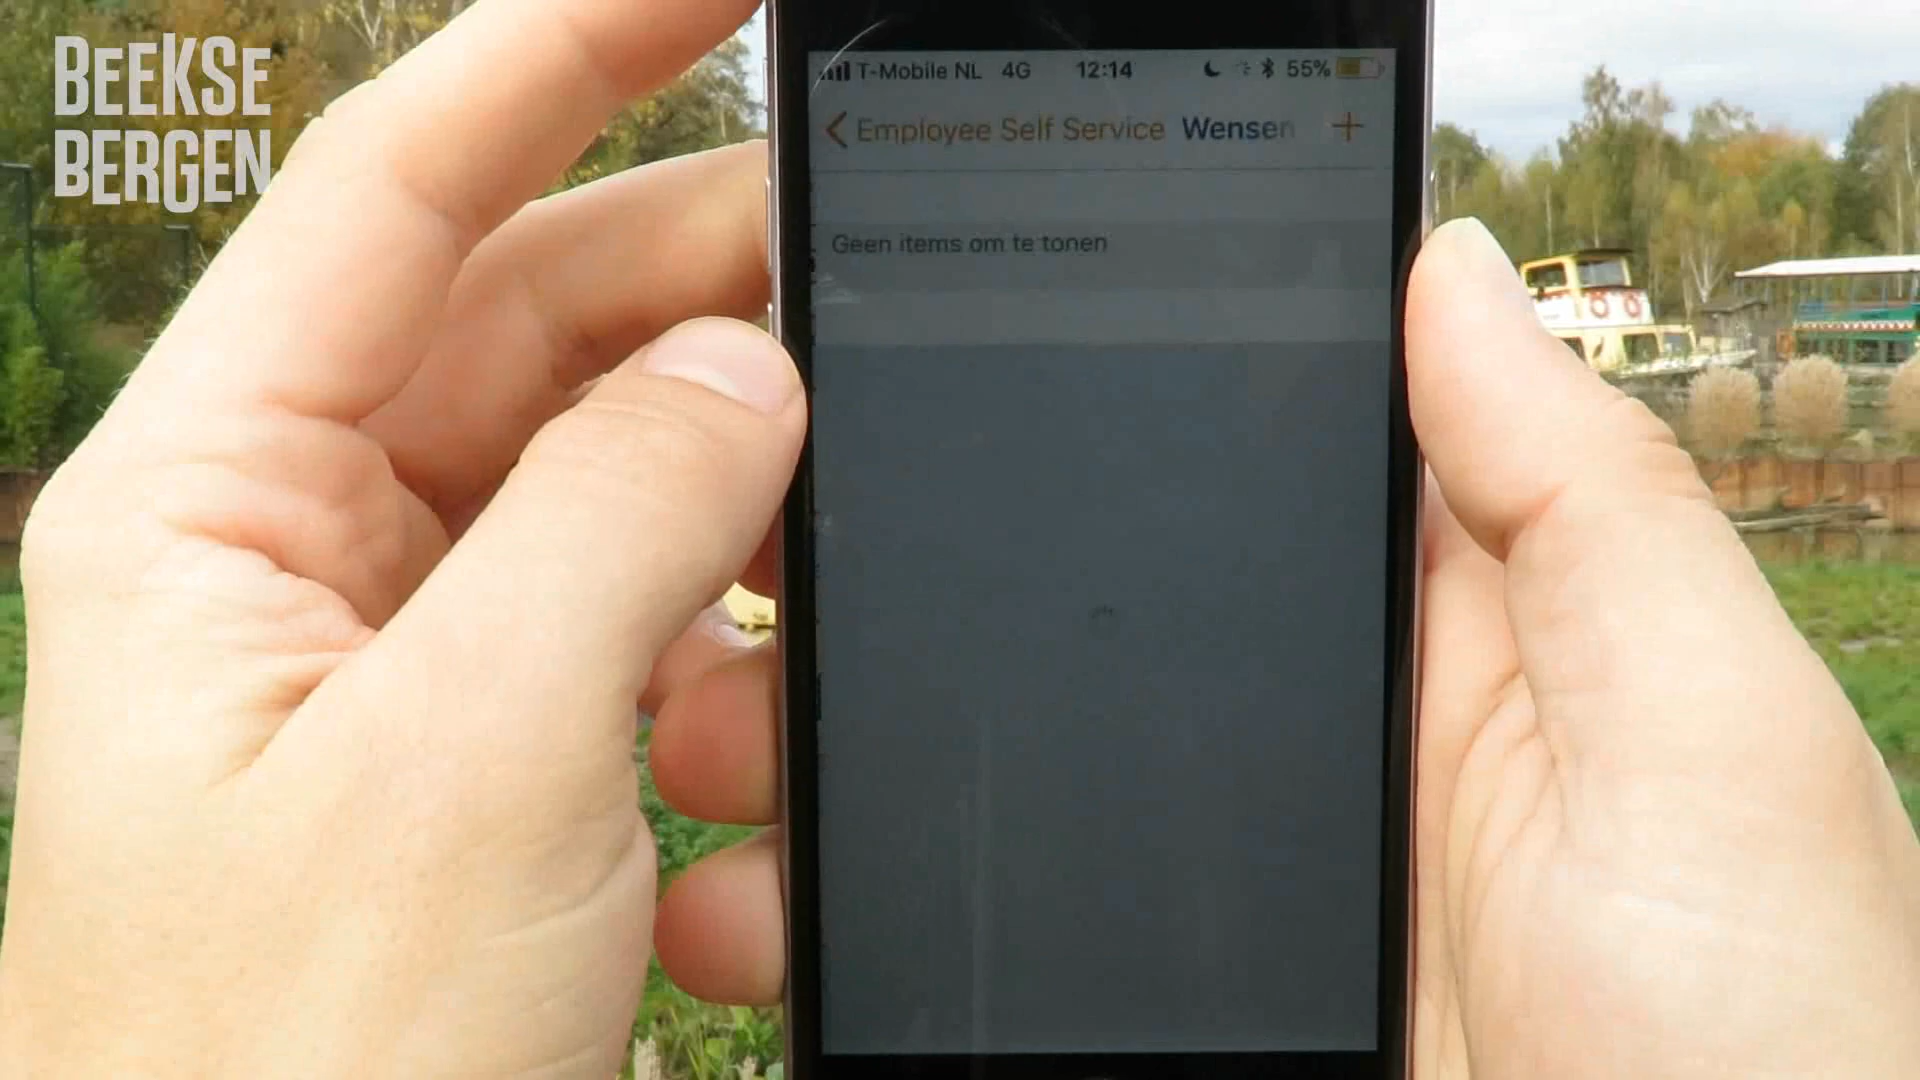 BEEKSE
BERGEN
T-Mobile NL 4G 12:14 55%
Employee Self Service Wensen +
Geen items om te tonen